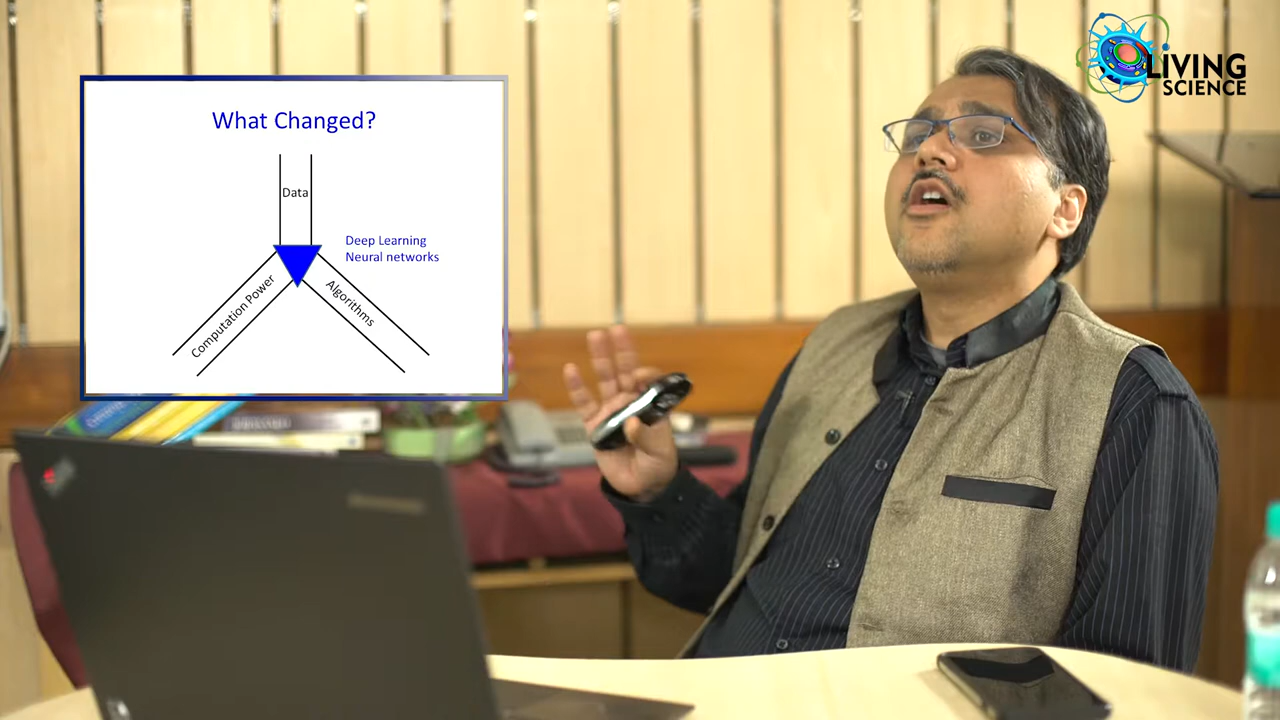 What Changed?
Data
Deep Learning
Neural networks
Computation Power
Algorithms
LIVING
SCIENCE